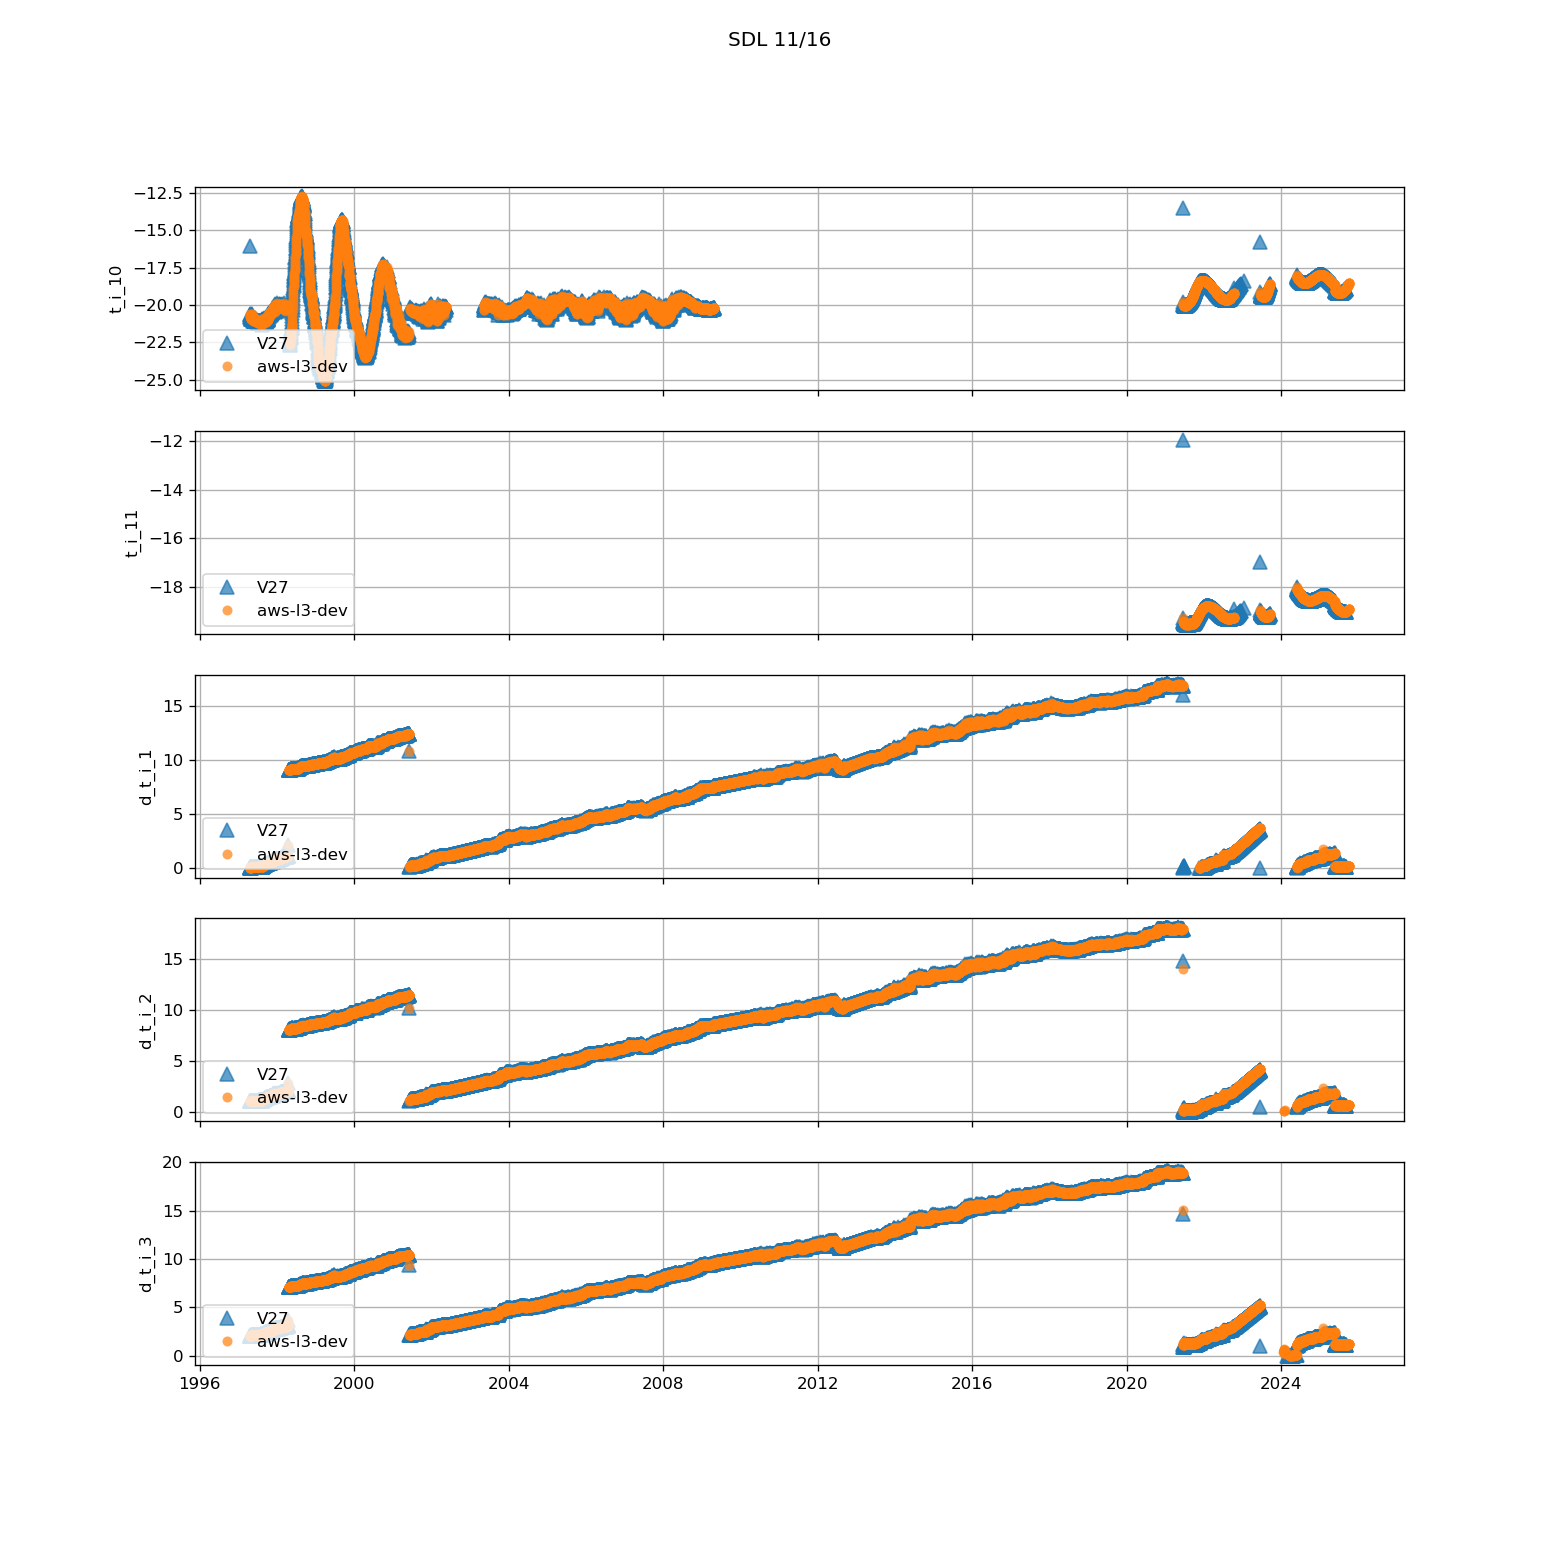 SDL 11/16
t_i_10
−12.5
−15.0
−17.5
−20.0
−22.5
−25.0
V27
aws-l3-dev
t_i_11
−12
−14
−16
−18
V27
aws-l3-dev
d_t_i_1
15
10
5
0
V27
aws-l3-dev
d_t_i_2
15
10
5
0
V27
aws-l3-dev
d_t_i_3
20
15
10
5
0
V27
aws-l3-dev
1996 2000 2004 2008 2012 2016 2020 2024